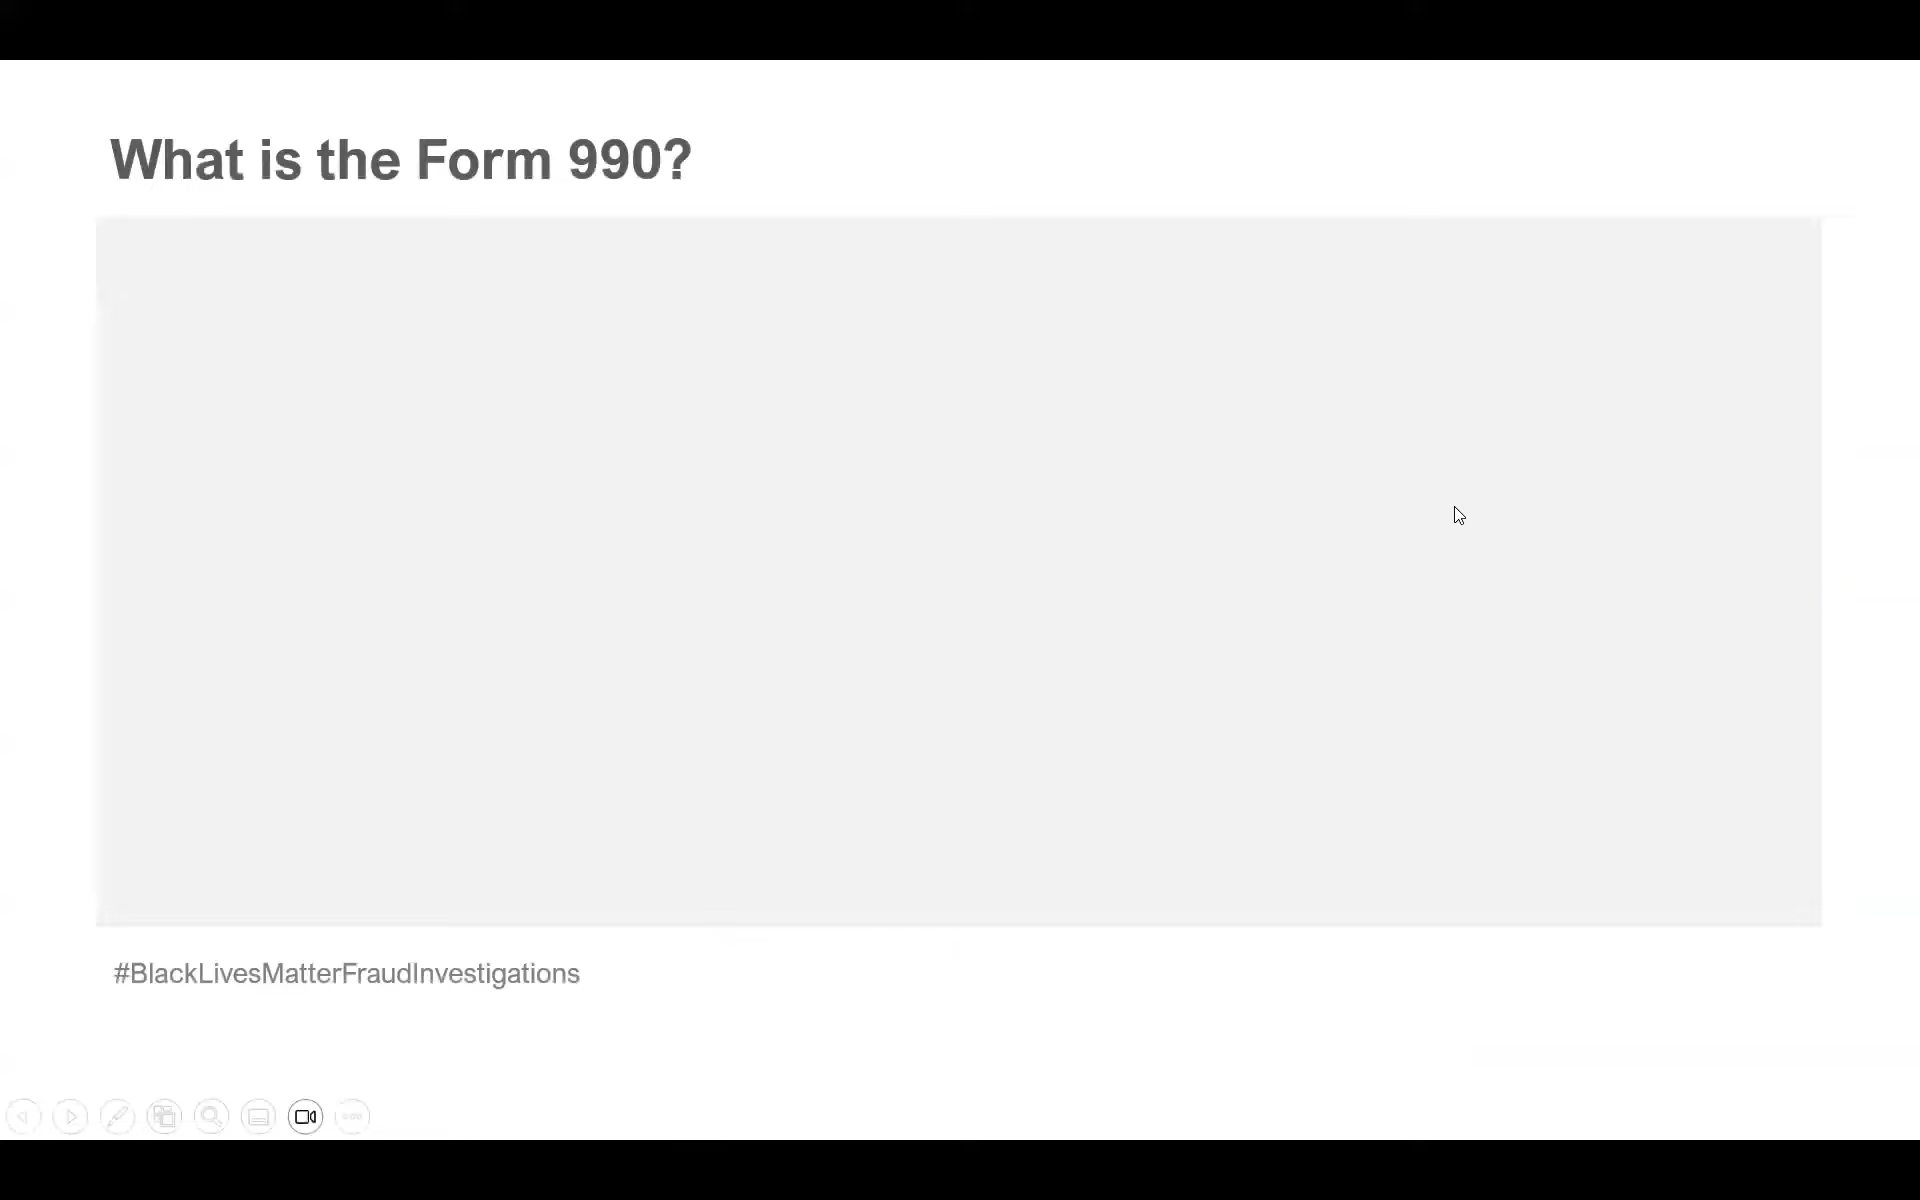 What is the Form 990?
#BlackLivesMatterFraudInvestigations